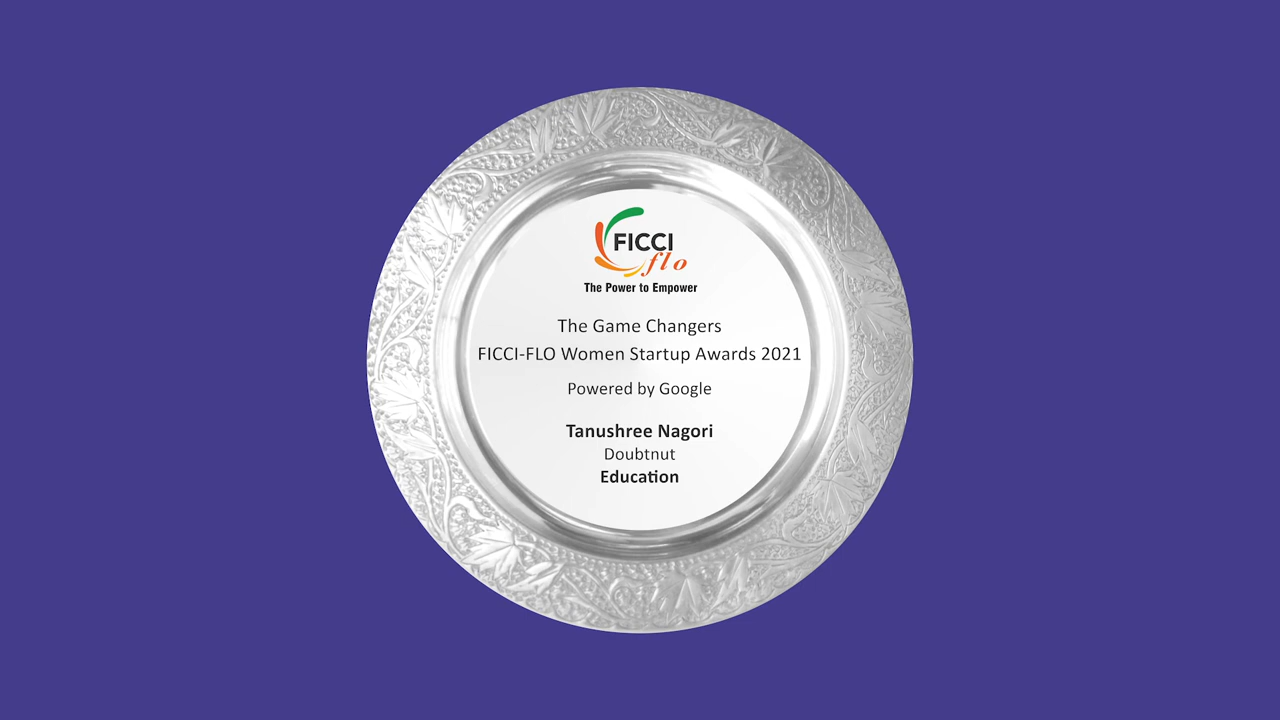 FICCI
flo
The Power to Empower
The Game Changers
FICCI-FLO Women Startup Awards 2021
Powered by Google
Tanushree Nagori
Doubtnut
Education